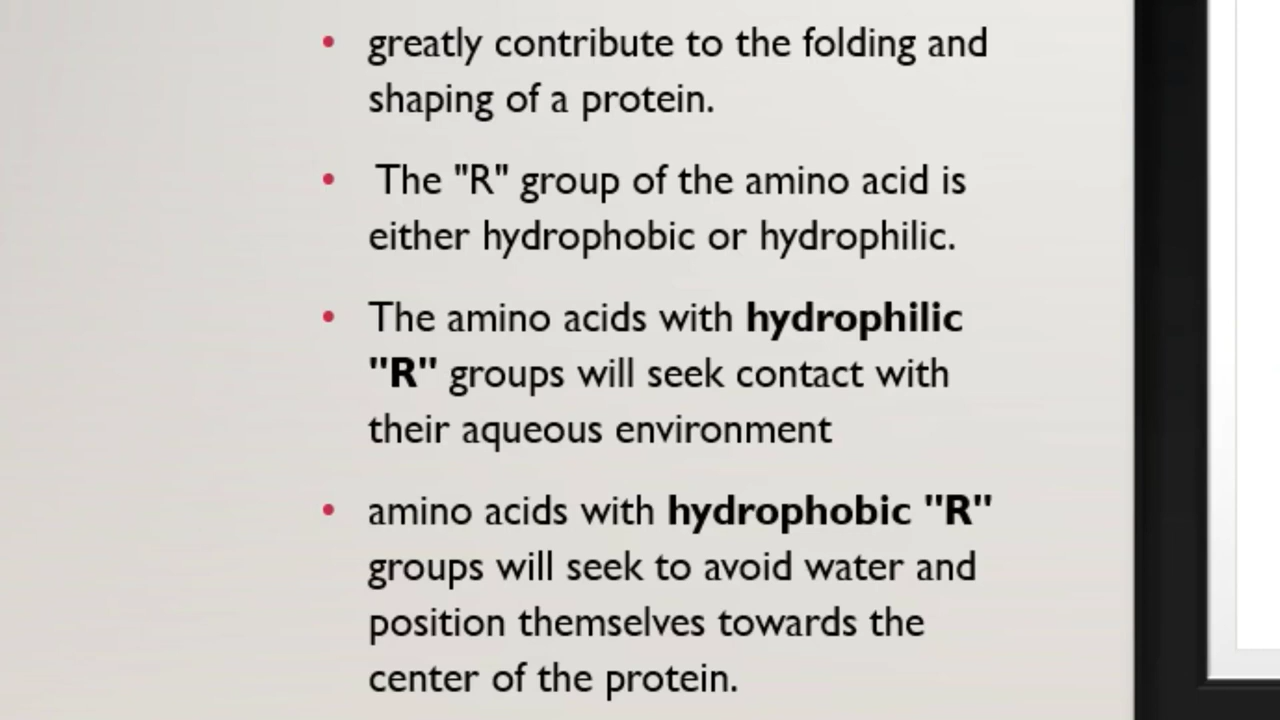 • greatly contribute to the folding and
shaping of a protein.
• The "R" group of the amino acid is
either hydrophobic or hydrophilic.
• The amino acids with hydrophilic
"R" groups will seek contact with
their aqueous environment
• amino acids with hydrophobic "R"
groups will seek to avoid water and
position themselves towards the
center of the protein.